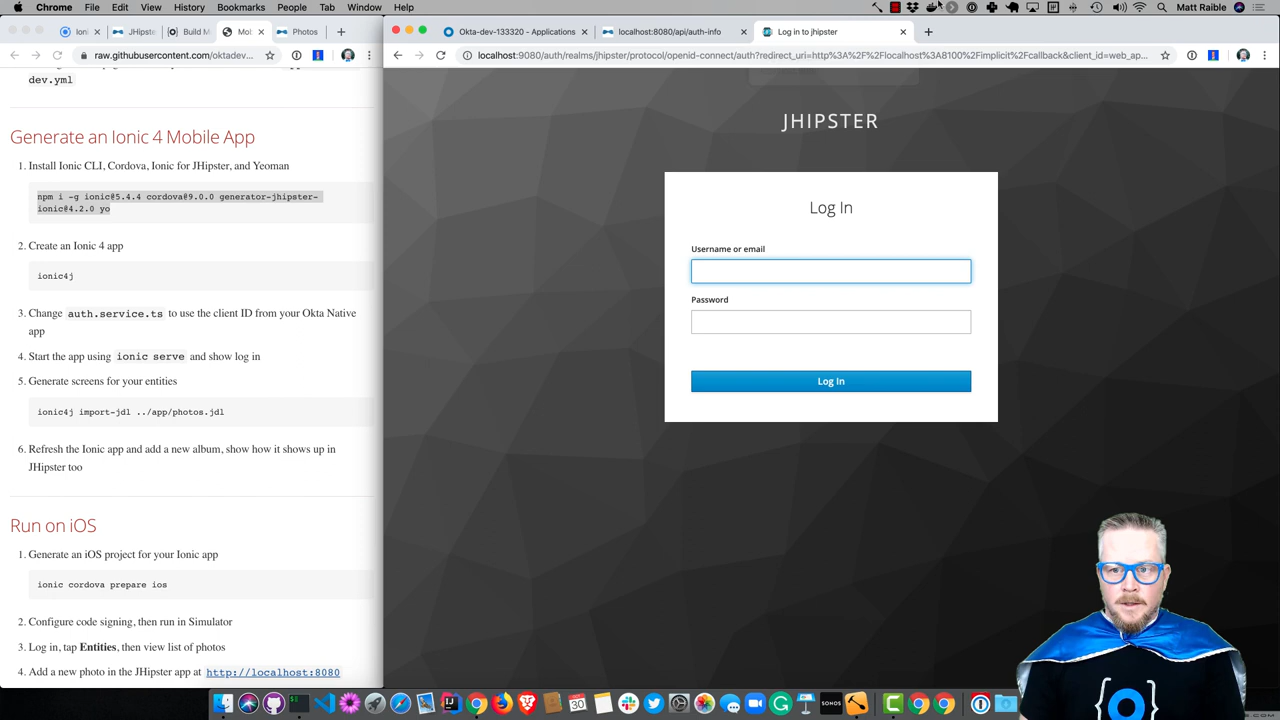 Chrome File Edit View History Bookmarks People Tab Window Help
Matt Raible
Ioni
JHipste
Build M
Mob
Photos
raw.githubusercontent.com/oktadev...
Okta-dev-133320 - Applications
localhost:8080/api/auth-info
Log in to jhipster
localhost:9080/auth/realms/jhipster/protocol/openid-connect/auth?redirect_uri=http%3A%2F%2Flocalhost%3A8100%2Fimplicit%2Fcallback&client_id=web_ap...
dev.yml
Generate an Ionic 4 Mobile App
1. Install Ionic CLI, Cordova, Ionic for JHipster, and Yeoman
npm i -g ionic@5.4.4 cordova@9.0.0 generator-jhipster-
ionic@4.2.0 yo
2. Create an Ionic 4 app
ionic4j
3. Change auth.service.ts to use the client ID from your Okta Native
app
4. Start the app using ionic serve and show log in
5. Generate screens for your entities
ionic4j import-jdl ../app/photos.jdl
6. Refresh the Ionic app and add a new album, show how it shows up in
JHipster too
Run on iOS
1. Generate an iOS project for your Ionic app
ionic cordova prepare ios
2. Configure code signing, then run in Simulator
3. Log in, tap Entities, then view list of photos
4. Add a new photo in the JHipster app at http://localhost:8080
JHIPSTER
Log In
Username or email
Password
Log In
30
SONOS